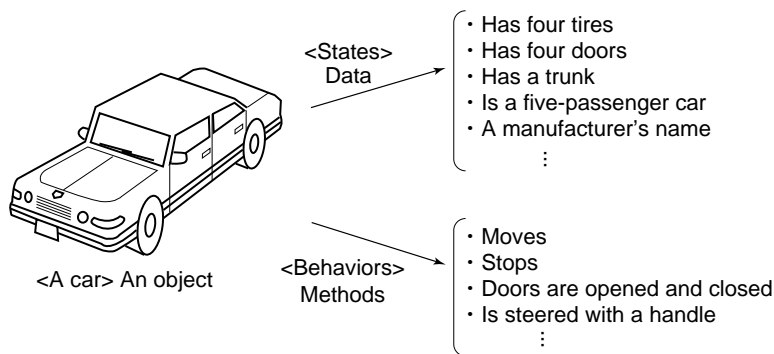 <States>
Data
・Has four tires
・Has four doors
・Has a trunk
・Is a five-passenger car
・A manufacturer's name
⋮
<A car> An object
<Behaviors>
Methods
・Moves
・Stops
・Doors are opened and closed
・Is steered with a handle
⋮